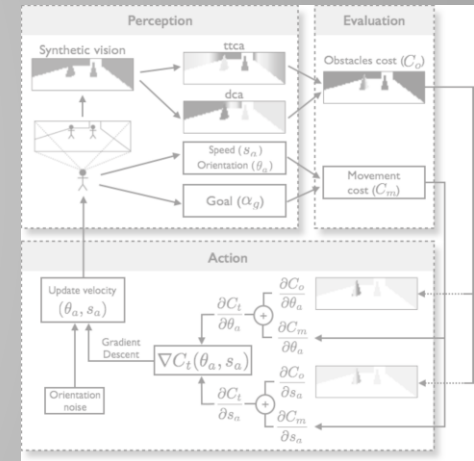 Perception
Evaluation
Synthetic vision
ttca
Obstacles cost (C_o)
dca
Speed (s_a)
Orientation (θ_a)
Goal (α_g)
Movement
cost (C_m)
Action
Update velocity
(θ_a, s_a)
Gradient
Descent
Orientation
noise
∇C_t(θ_a, s_a)
∂C_t
∂θ_a
+
∂C_o
∂θ_a
∂C_m
∂θ_a
∂C_t
∂s_a
+
∂C_o
∂s_a
∂C_m
∂s_a